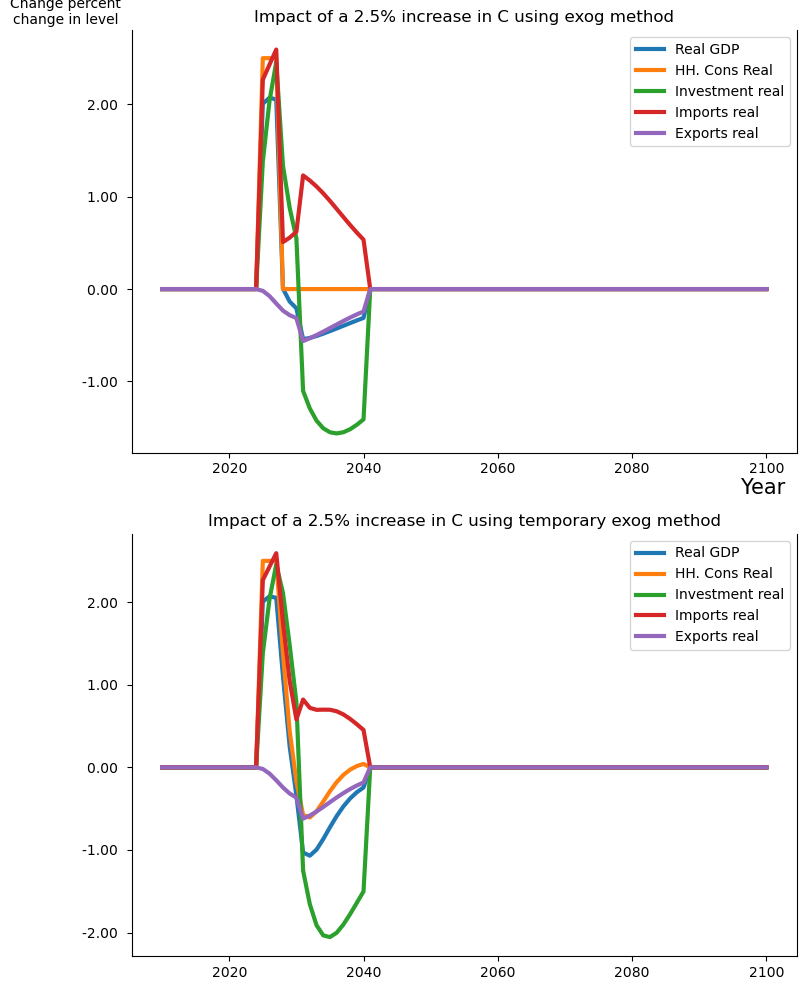 Change percent
change in level
Impact of a 2.5% increase in C using exog method
Real GDP
HH. Cons Real
Investment real
Imports real
Exports real
2.00
1.00
0.00
-1.00
2020
2040
2060
2080
2100
Year
Impact of a 2.5% increase in C using temporary exog method
Real GDP
HH. Cons Real
Investment real
Imports real
Exports real
2.00
1.00
0.00
-1.00
-2.00
2020
2040
2060
2080
2100